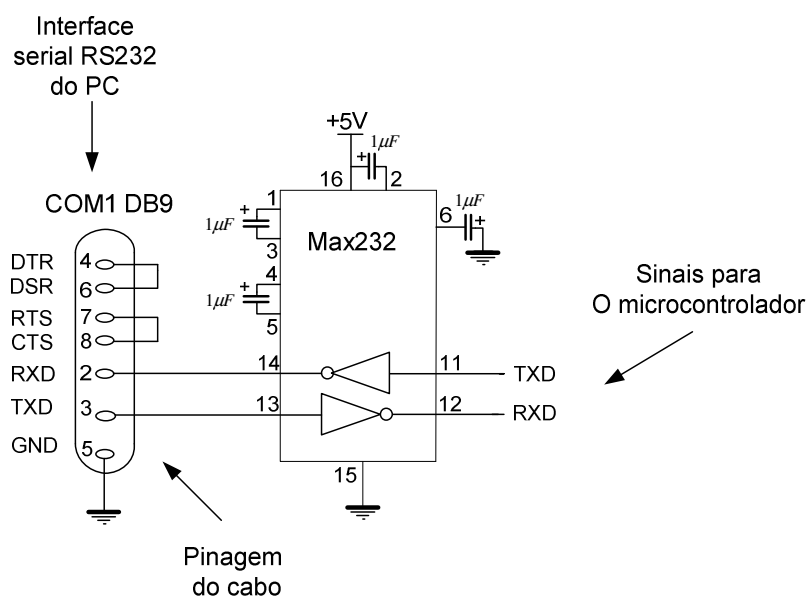 Interface
serial RS232
do PC
COM1 DB9
DTR 4
DSR 6
RTS 7
CTS 8
RXD 2
TXD 3
GND 5
+5V
+ 1µF
16 2
1
+ 1µF
3
4
+ 1µF
5
Max232
6
1µF +
14 11 TXD
13 12 RXD
15
Sinais para
O microcontrolador
Pinagem
do cabo